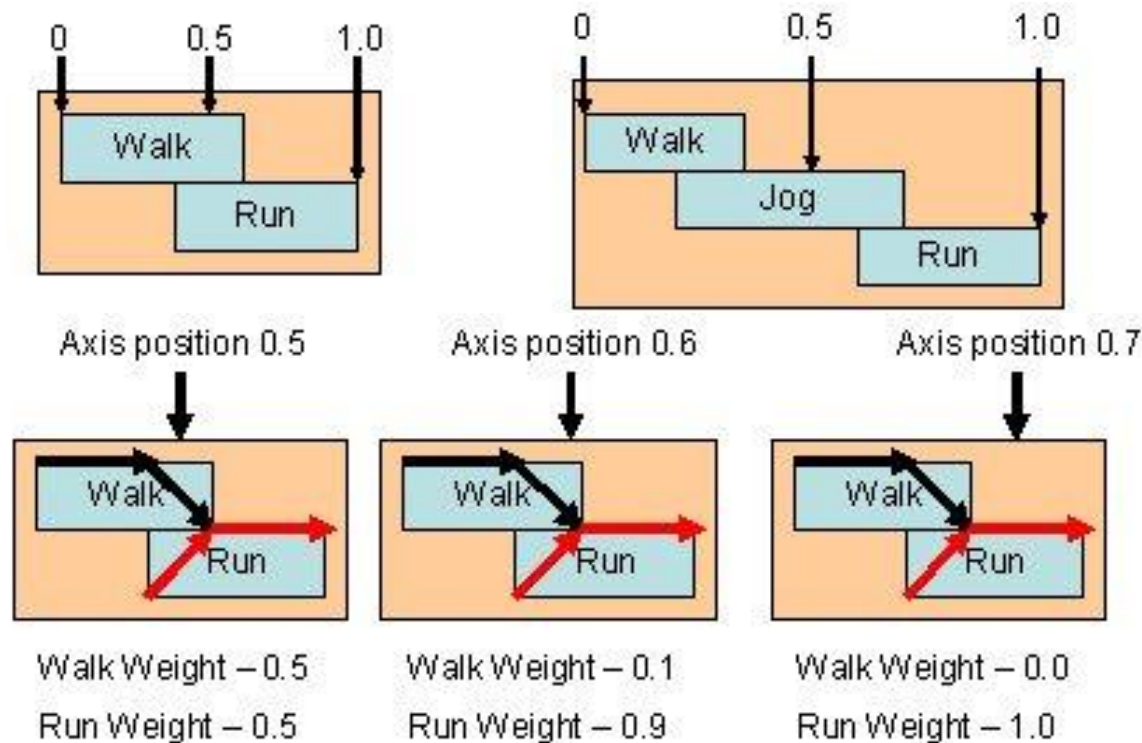 0 0.5 1.0
Walk
Run
0 0.5 1.0
Walk
Jog
Run
Axis position 0.5
Walk
Run
Walk Weight – 0.5
Run Weight – 0.5
Axis position 0.6
Walk
Run
Walk Weight – 0.1
Run Weight – 0.9
Axis position 0.7
Walk
Run
Walk Weight – 0.0
Run Weight – 1.0